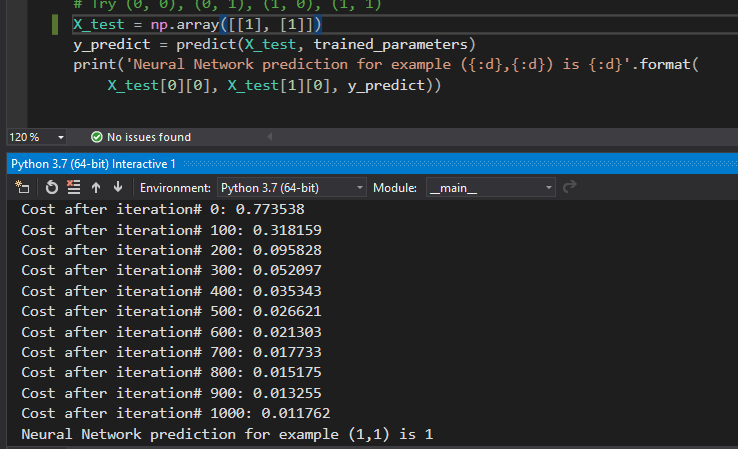 # Try (0, 0), (0, 1), (1, 0), (1, 1)
X_test = np.array([[1], [1]])
y_predict = predict(X_test, trained_parameters)
print('Neural Network prediction for example ({:d},{:d}) is {:d}'.format(
X_test[0][0], X_test[1][0], y_predict))
120 % No issues found
Python 3.7 (64-bit) Interactive 1
Environment: Python 3.7 (64-bit) Module: __main__
Cost after iteration# 0: 0.773538
Cost after iteration# 100: 0.318159
Cost after iteration# 200: 0.095828
Cost after iteration# 300: 0.052097
Cost after iteration# 400: 0.035343
Cost after iteration# 500: 0.026621
Cost after iteration# 600: 0.021303
Cost after iteration# 700: 0.017733
Cost after iteration# 800: 0.015175
Cost after iteration# 900: 0.013255
Cost after iteration# 1000: 0.011762
Neural Network prediction for example (1,1) is 1